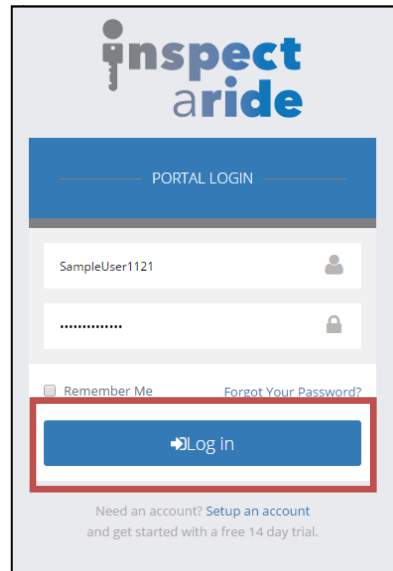 inspect
aride
PORTAL LOGIN
SampleUser1121
••••••••••••••
Remember Me Forgot Your Password?
Log in
Need an account? Setup an account
and get started with a free 14 day trial.